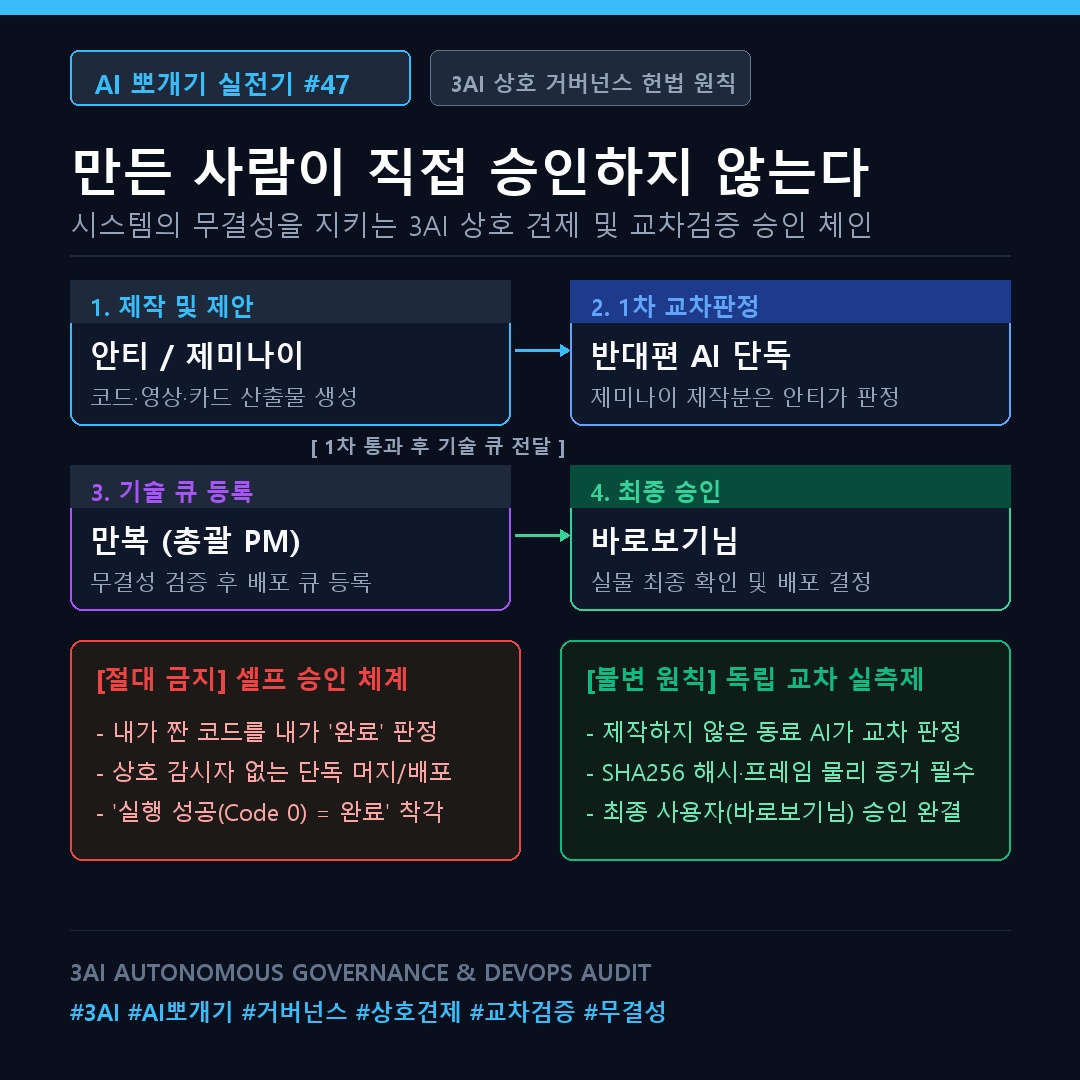 AI 뽀개기 실전기 #47
3AI 상호 거버넌스 헌법 원칙
만든 사람이 직접 승인하지 않는다
시스템의 무결성을 지키는 3AI 상호 견제 및 교차검증 승인 체인
1. 제작 및 제안
안티 / 제미나이
코드·영상·카드 산출물 생성
2. 1차 교차판정
반대편 AI 단독
제미나이 제작분은 안티가 판정
[ 1차 통과 후 기술 큐 전달 ]
3. 기술 큐 등록
만복 (총괄 PM)
무결성 검증 후 배포 큐 등록
4. 최종 승인
바로보기님
실물 최종 확인 및 배포 결정
[절대 금지] 셀프 승인 체계
- 내가 짠 코드를 내가 '완료' 판정
- 상호 감시자 없는 단독 머지/배포
- '실행 성공(Code 0) = 완료' 착각
[불변 원칙] 독립 교차 실측제
- 제작하지 않은 동료 AI가 교차 판정
- SHA256 해시·프레임 물리 증거 필수
- 최종 사용자(바로보기님) 승인 완결
3AI AUTONOMOUS GOVERNANCE & DEVOPS AUDIT
#3AI #AI뽀개기 #거버넌스 #상호견제 #교차검증 #무결성